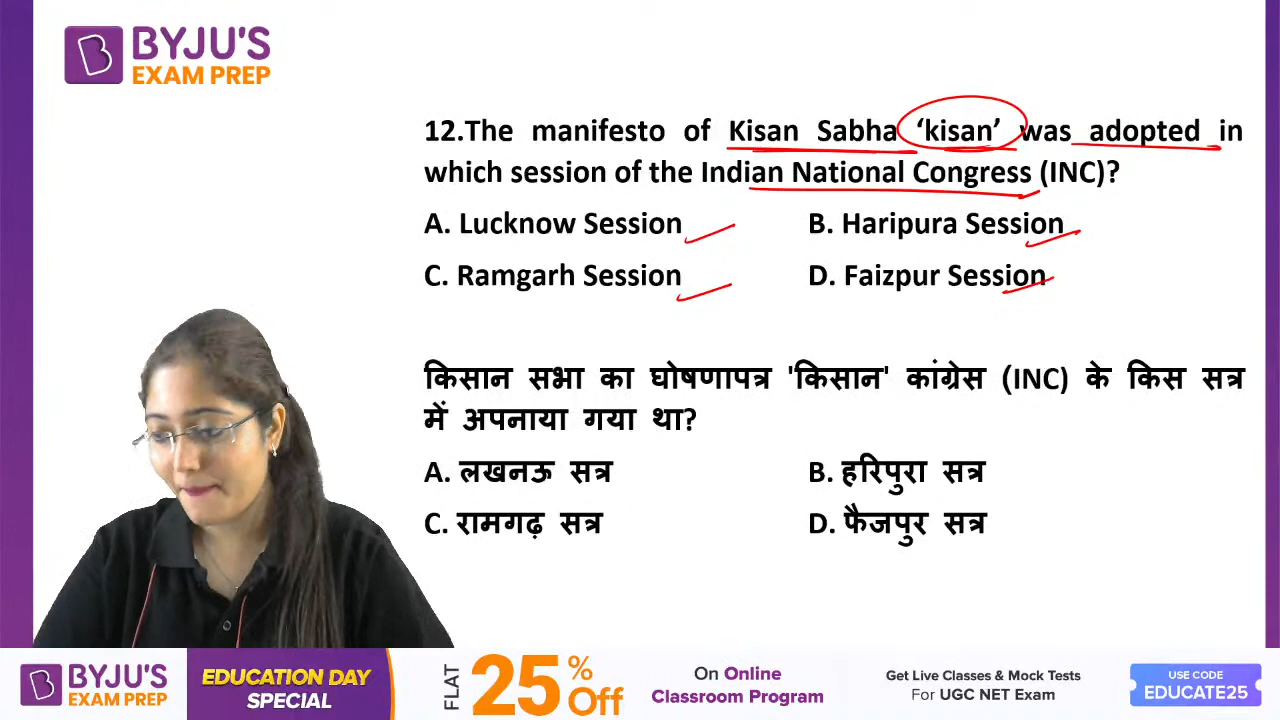 BYJU'S
EXAM PREP
12.The manifesto of Kisan Sabha ‘kisan’ was adopted in
which session of the Indian National Congress (INC)?
A. Lucknow Session B. Haripura Session
C. Ramgarh Session D. Faizpur Session
किसान सभा का घोषणापत्र 'किसान' कांग्रेस (INC) के किस सत्र
में अपनाया गया था?
A. लखनऊ सत्र B. हरिपुरा सत्र
C. रामगढ़ सत्र D. फैजपुर सत्र
BYJU'S
EXAM PREP
EDUCATION DAY
SPECIAL
FLAT
25% Off
On Online
Classroom Program
Get Live Classes & Mock Tests
For UGC NET Exam
USE CODE
EDUCATE25